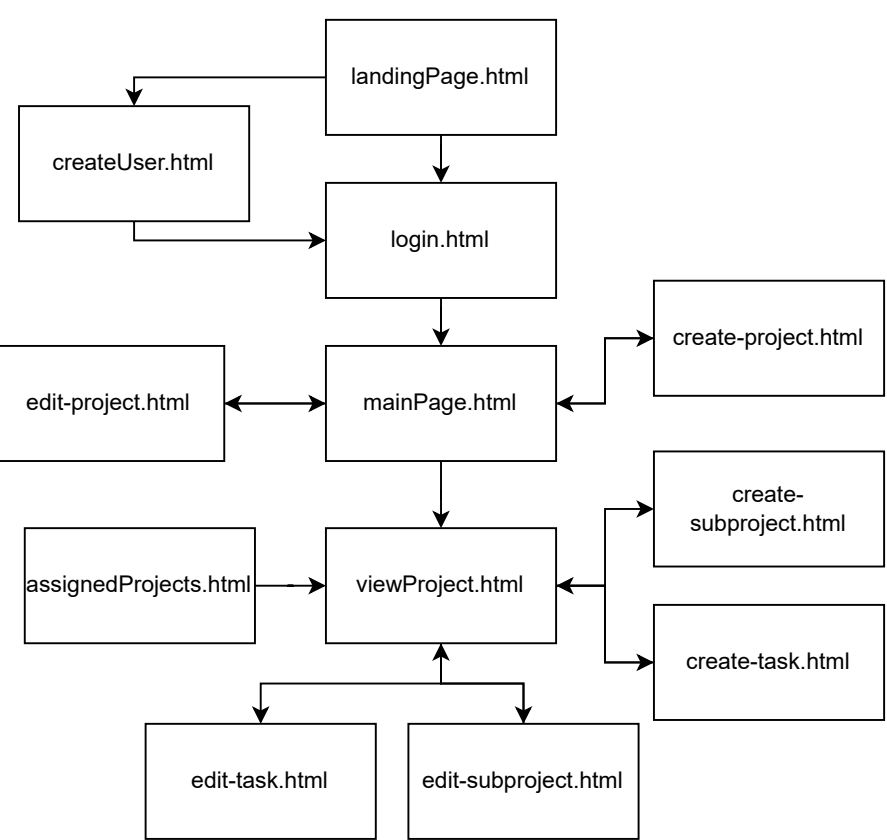 landingPage.html
createUser.html
login.html
create-project.html
edit-project.html
mainPage.html
create-
subproject.html
assignedProjects.html
viewProject.html
create-task.html
edit-task.html
edit-subproject.html